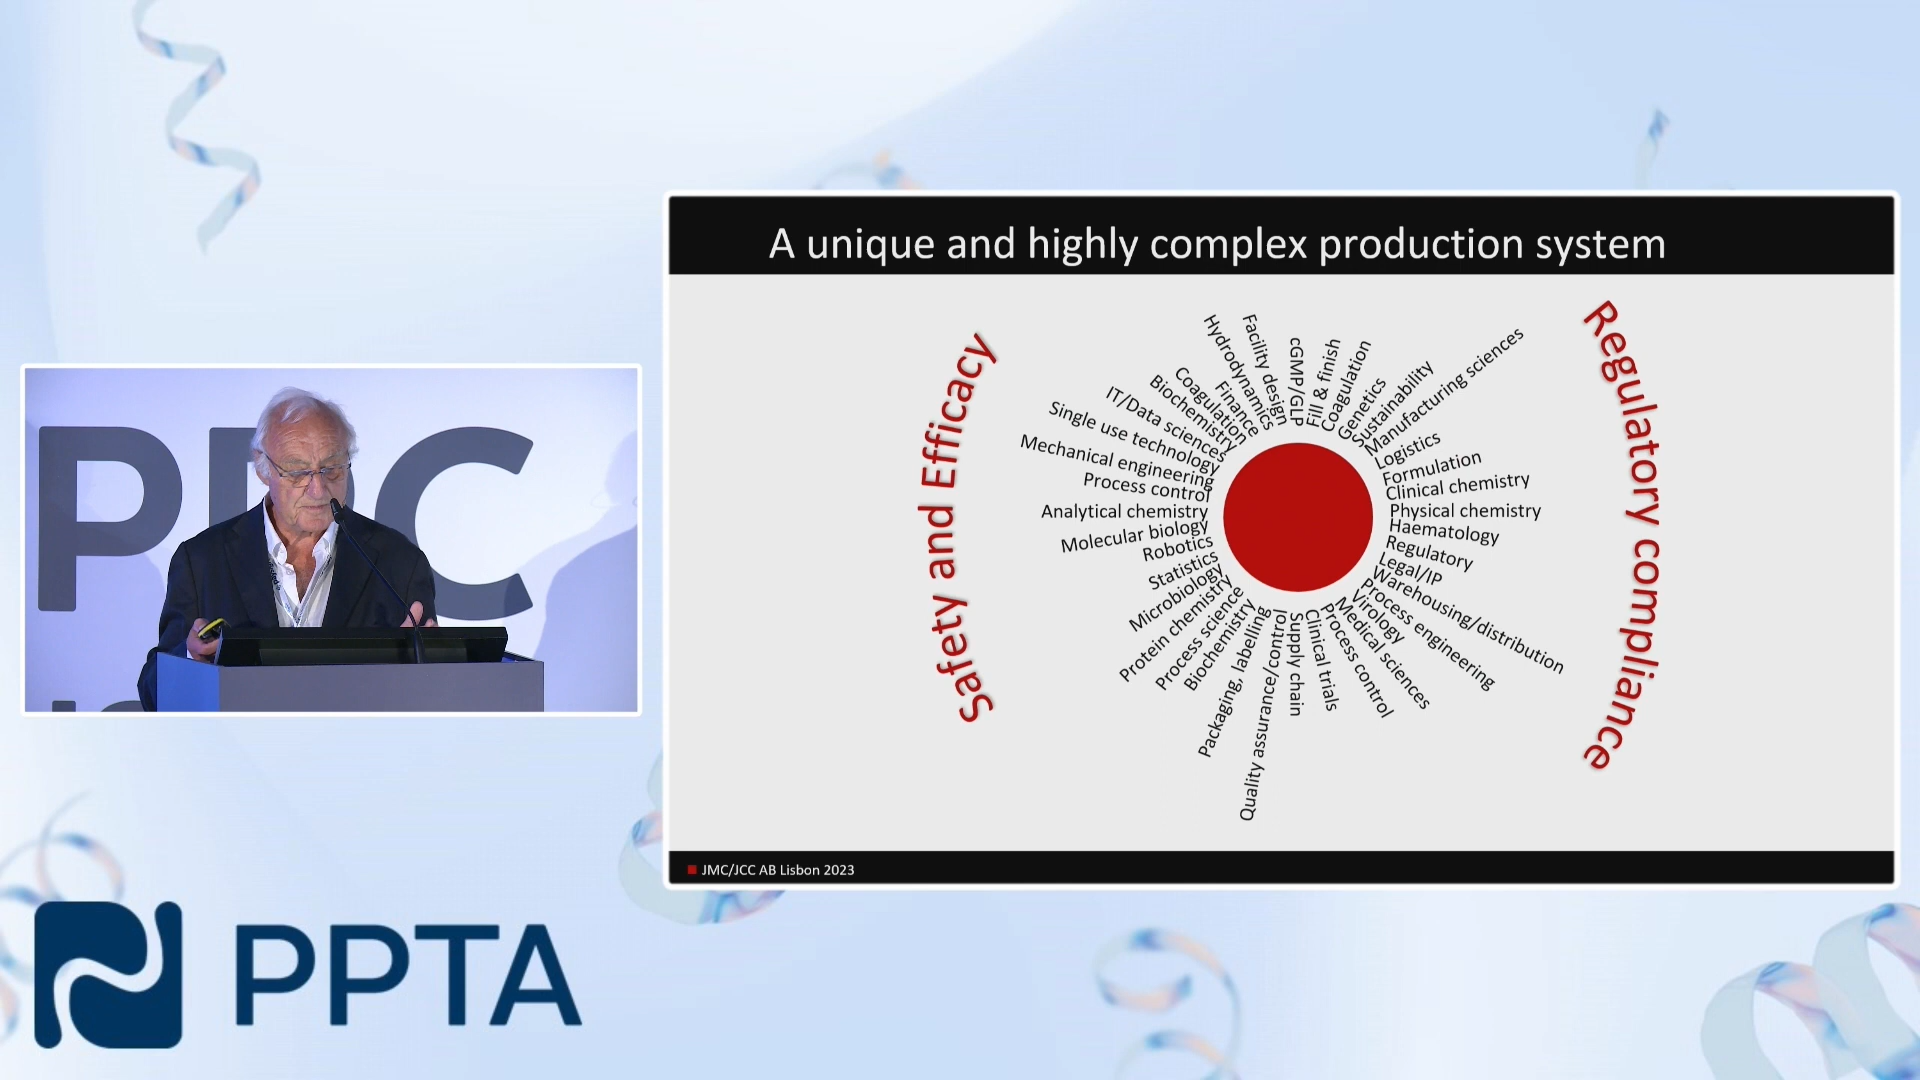 A unique and highly complex production system
Safety and Efficacy
Regulatory compliance
cGMP/GLP
Fill & finish
Coagulation
Genetics
Sustainability
Manufacturing sciences
Logistics
Formulation
Clinical chemistry
Physical chemistry
Haematology
Regulatory
Legal/IP
Warehousing/distribution
Process engineering
Virology
Medical sciences
Process control
Clinical trials
Supply chain
Quality assurance/control
Packaging, labelling
Biochemistry
Process science
Protein chemistry
Microbiology
Statistics
Robotics
Molecular biology
Analytical chemistry
Process control
Mechanical engineering
Single use technology
IT/Data sciences
Biochemistry
Coagulation
Finance
Hydrodynamics
Facility design
JMC/JCC AB Lisbon 2023
PPTA